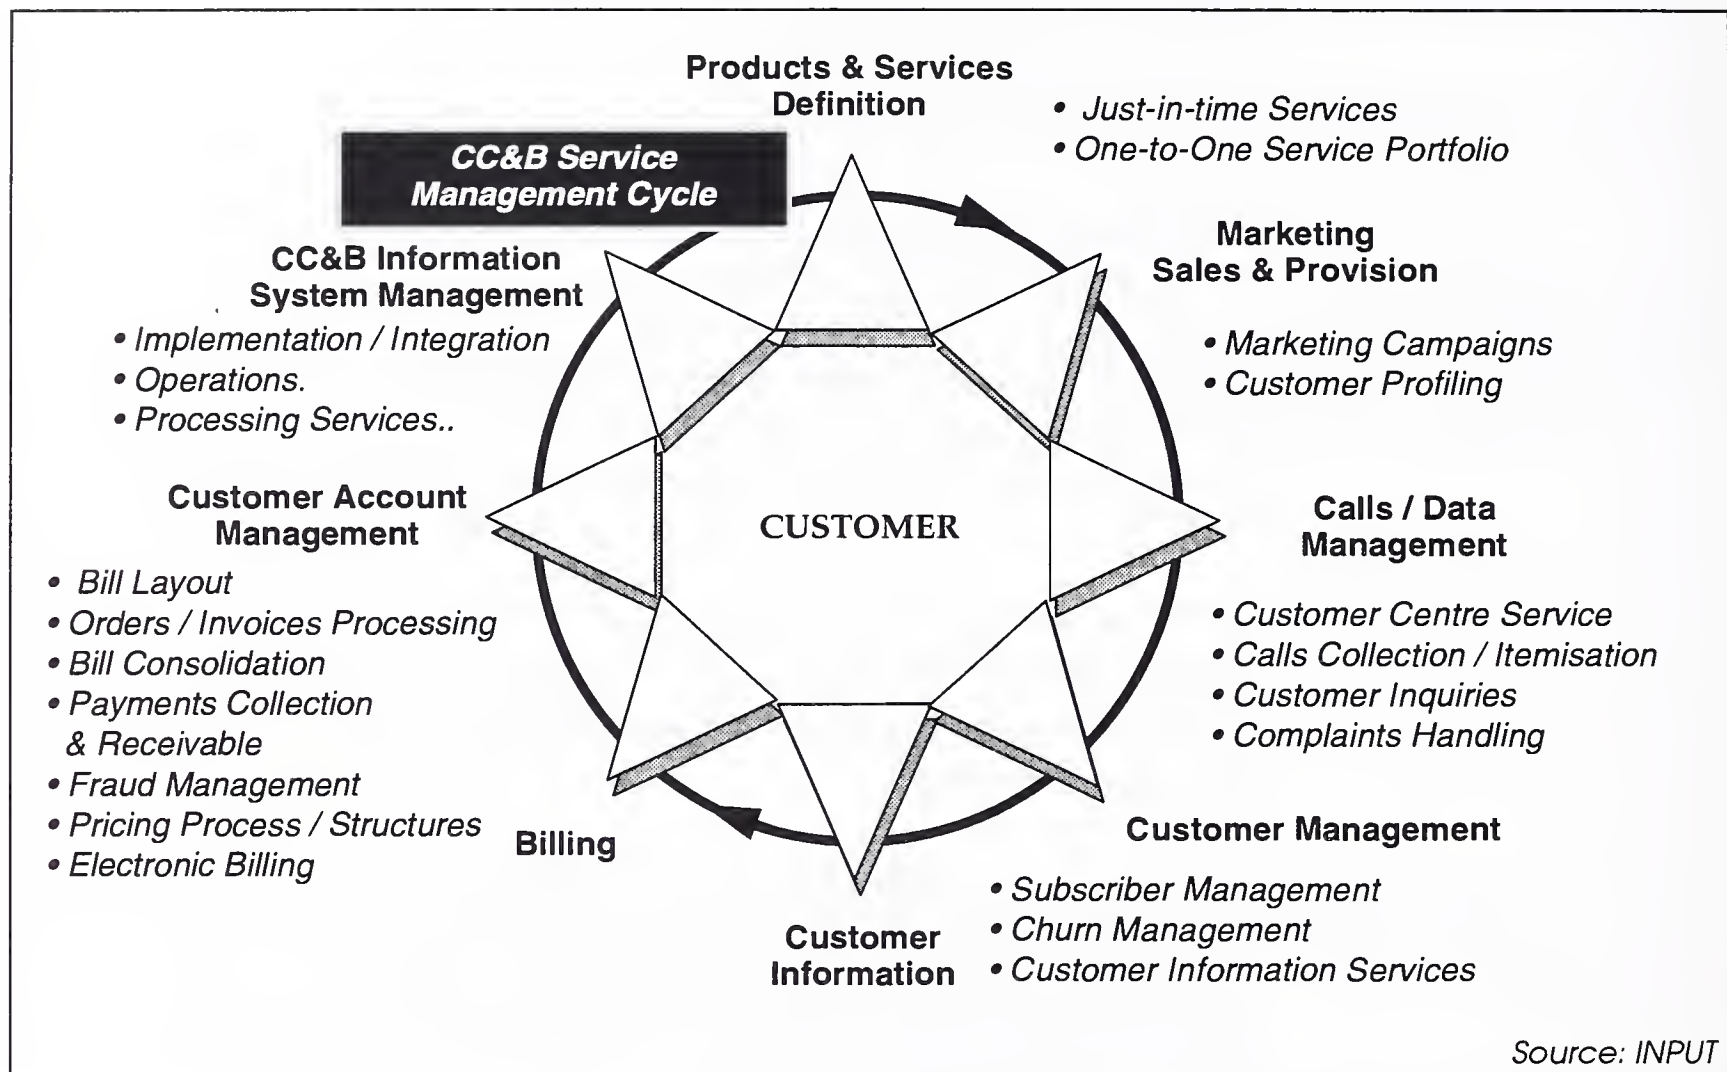 Products & Services
Definition
• Just-in-time Services
• One-to-One Service Portfolio
CC&B Service
Management Cycle
Marketing
Sales & Provision
• Marketing Campaigns
• Customer Profiling
CC&B Information
System Management
• Implementation / Integration
• Operations.
• Processing Services..
CUSTOMER
Calls / Data
Management
• Customer Centre Service
• Calls Collection / Itemisation
• Customer Inquiries
• Complaints Handling
Customer Account
Management
• Bill Layout
• Orders / Invoices Processing
• Bill Consolidation
• Payments Collection
& Receivable
• Fraud Management
• Pricing Process / Structures
• Electronic Billing
Billing
Customer Management
• Subscriber Management
• Churn Management
• Customer Information Services
Customer
Information
Source: INPUT